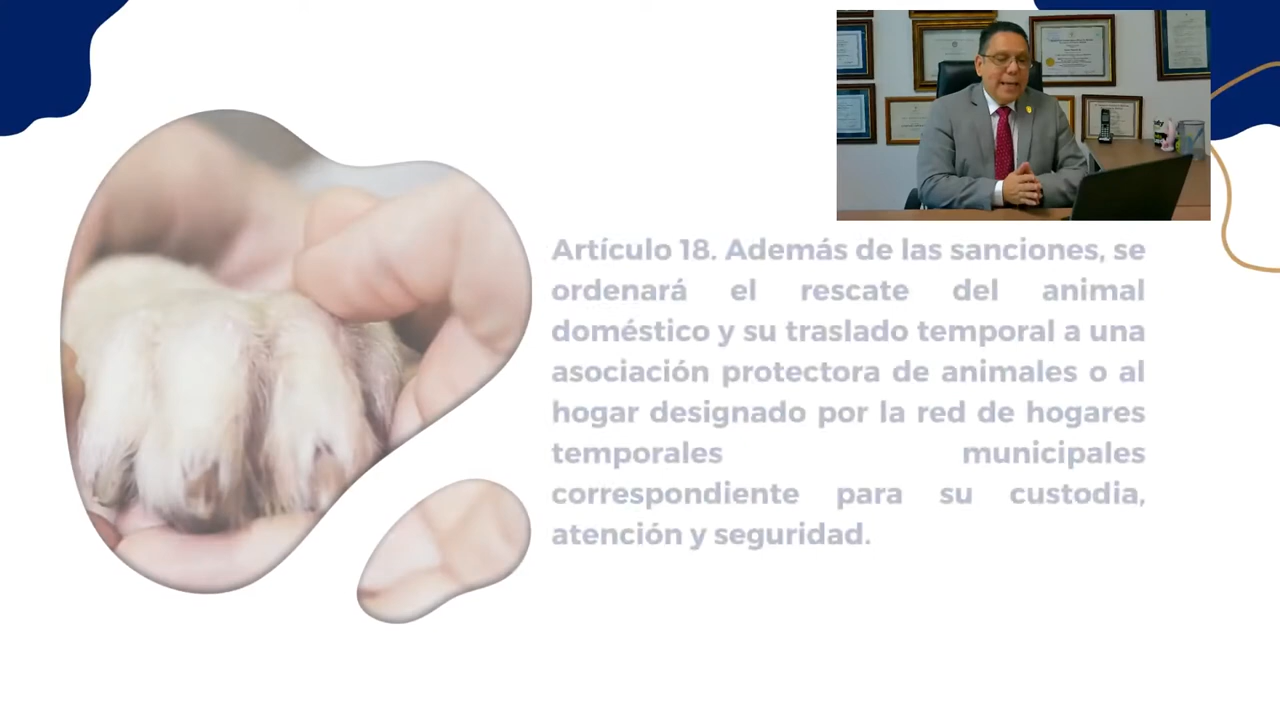 Artículo 18. Además de las sanciones, se
ordenará el rescate del animal
doméstico y su traslado temporal a una
asociación protectora de animales o al
hogar designado por la red de hogares
temporales municipales
correspondiente para su custodia,
atención y seguridad.